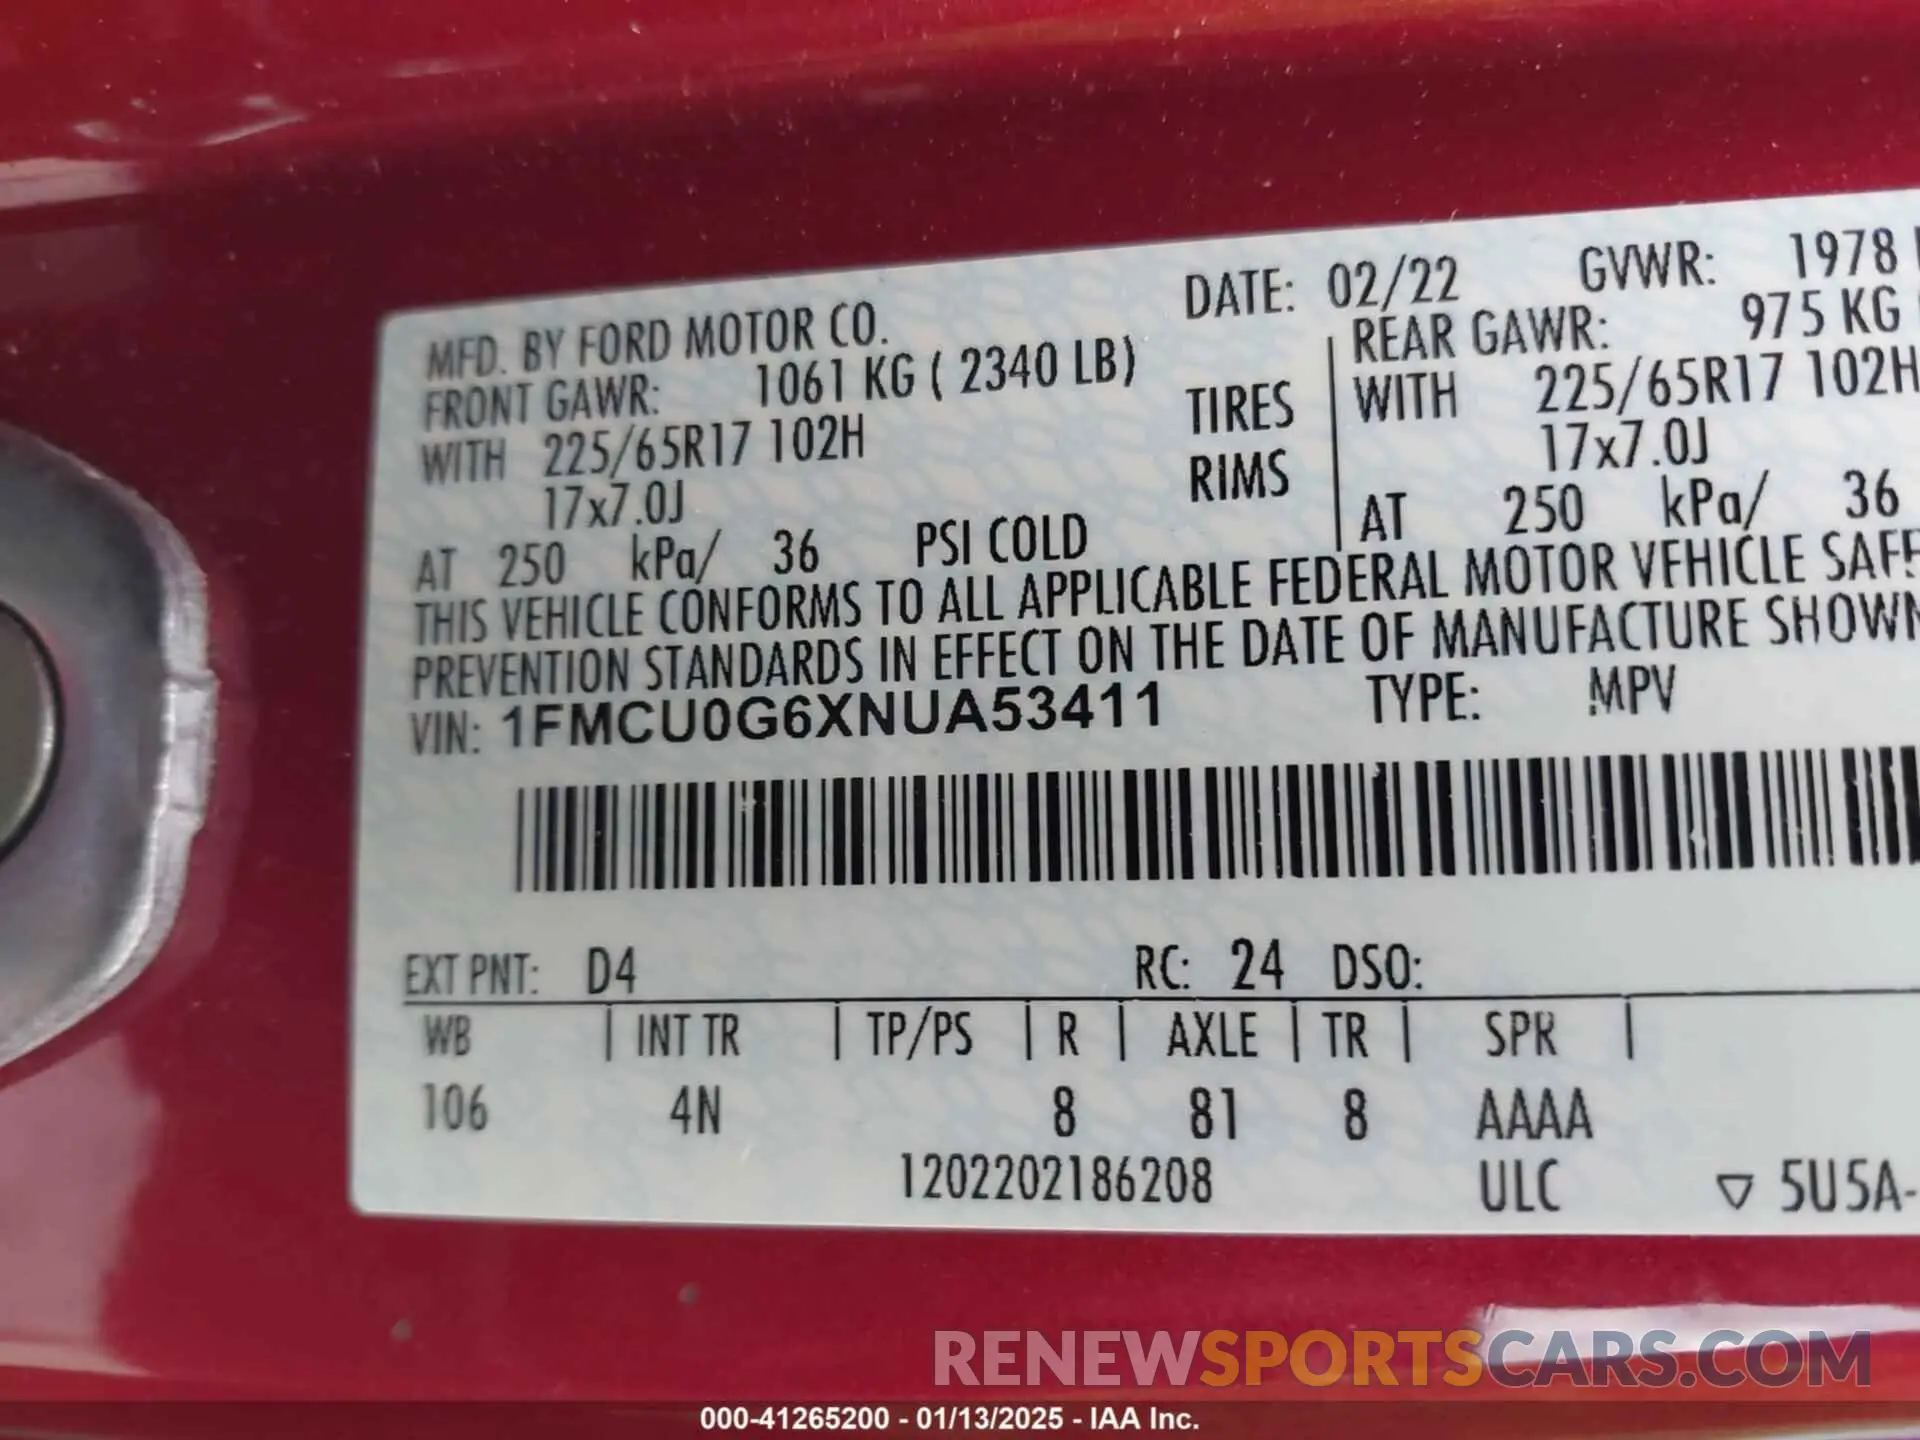 MFD. BY FORD MOTOR CO. DATE: 02/22 GVWR: 1978
FRONT GAWR: 1061 KG ( 2340 LB) REAR GAWR: 975 KG
WITH 225/65R17 102H TIRES WITH 225/65R17 102H
17x7.0J RIMS 17x7.0J
AT 250 kPa/ 36 PSI COLD AT 250 kPa/ 36
THIS VEHICLE CONFORMS TO ALL APPLICABLE FEDERAL MOTOR VEHICLE SAFE
PREVENTION STANDARDS IN EFFECT ON THE DATE OF MANUFACTURE SHOWN
VIN: 1FMCU0G6XNUA53411 TYPE: MPV
EXT PNT: D4 RC: 24 DSO:
WB | INT TR | TP/PS | R | AXLE | TR | SPR |
106 4N 8 81 8 AAAA
1202202186208 ULC ▽ 5U5A-
RENEWSPORTSCARS.COM
000-41265200 - 01/13/2025 - IAA Inc.